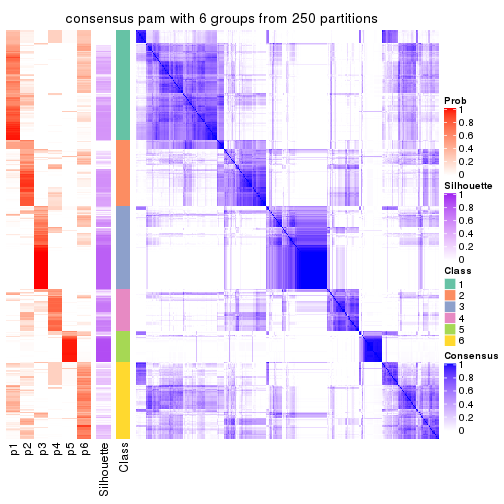 consensus pam with 6 groups from 250 partitions
Prob
1
0.8
0.6
0.4
0.2
0
Silhouette
1
0.8
0.6
0.4
0.2
0
Class
1
2
3
4
5
6
Consensus
1
0.8
0.6
0.4
0.2
0
p1
p2
p3
p4
p5
p6
Silhouette
Class